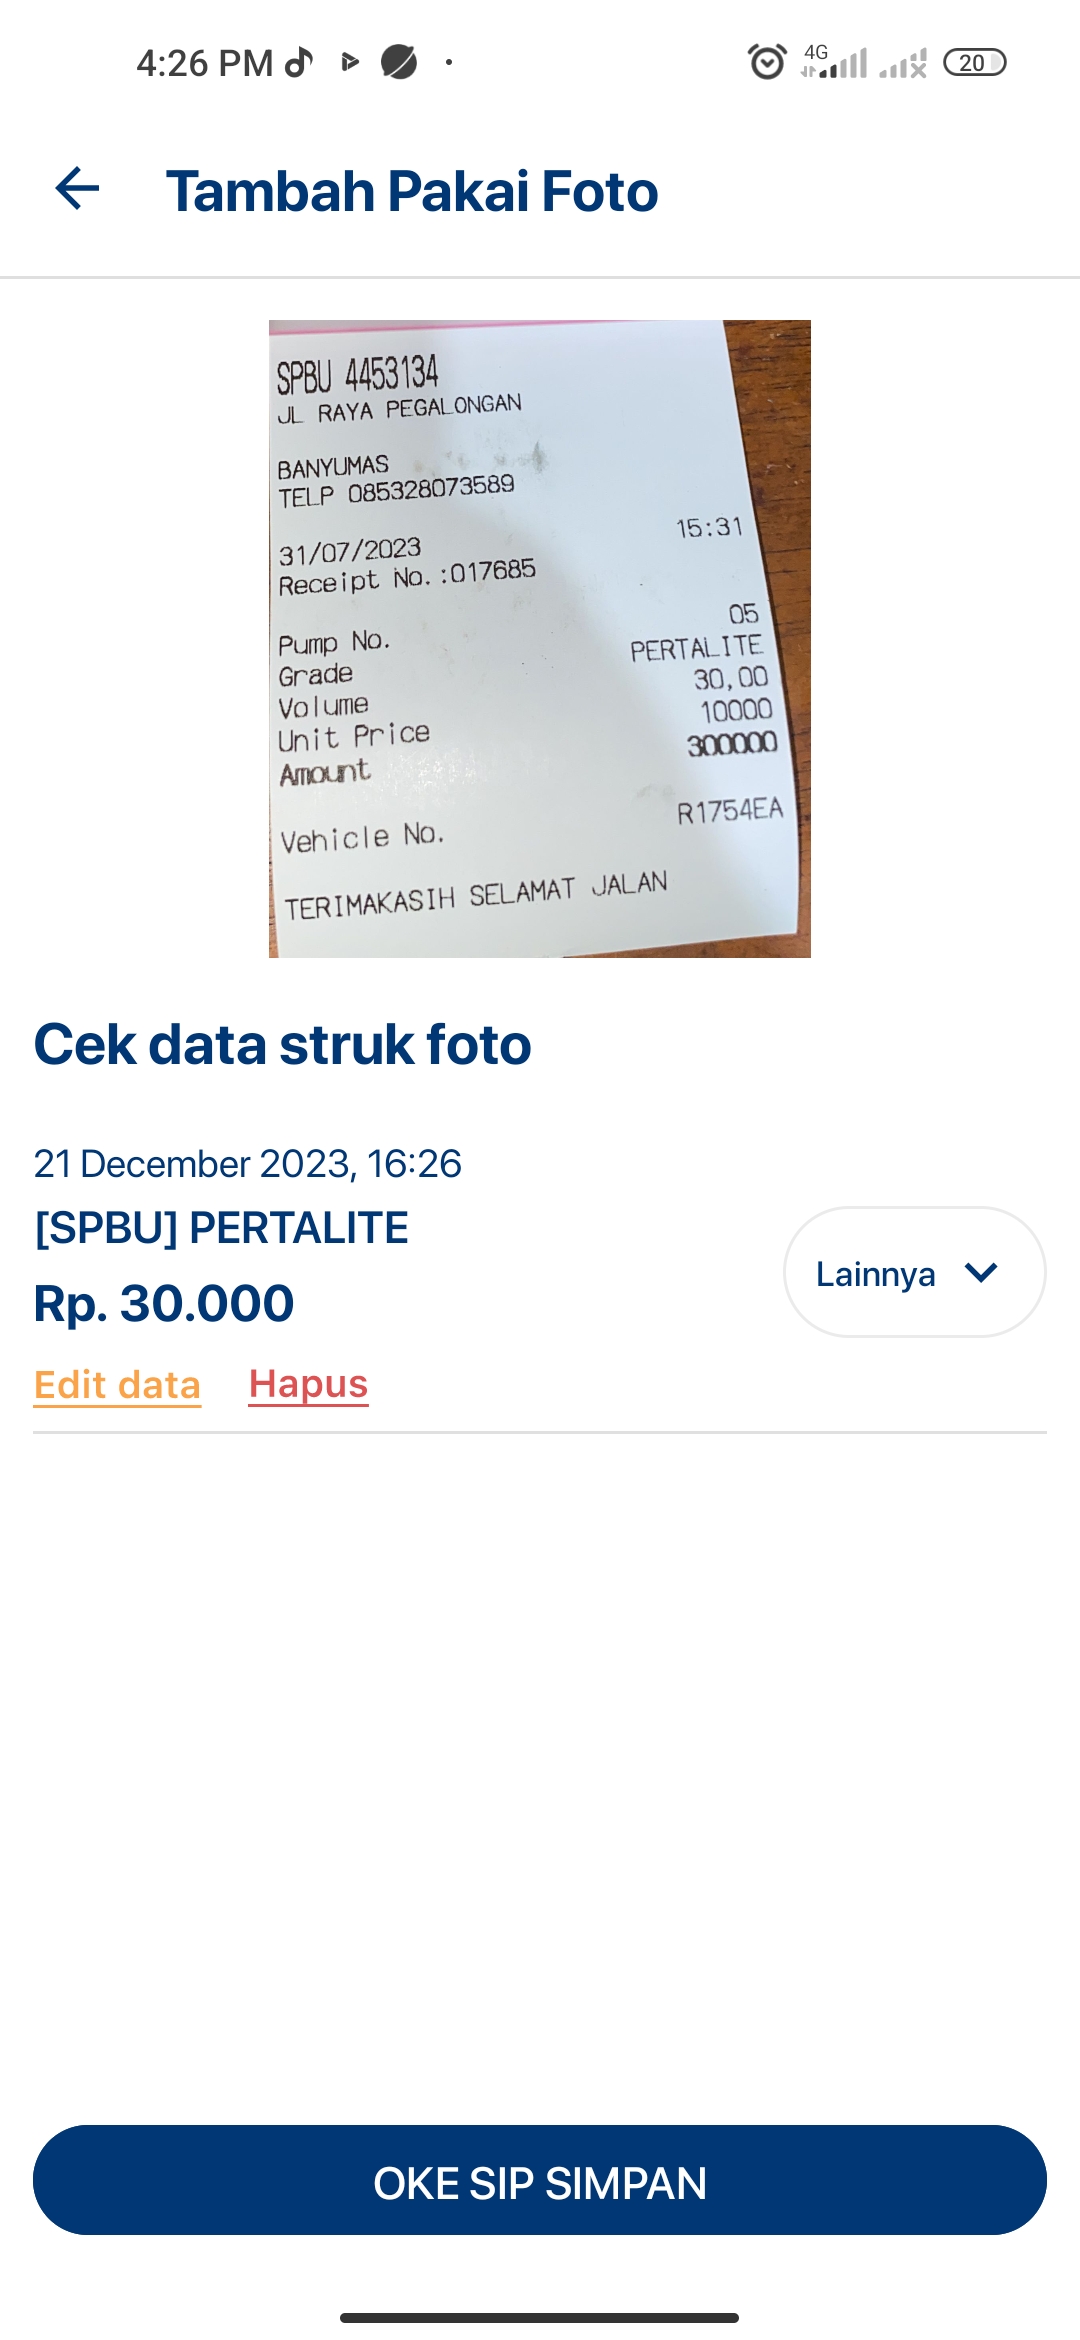 4:26 PM
4G
20
Tambah Pakai Foto
SPBU 4453134
JL RAYA PEGALONGAN
BANYUMAS
TELP 085328073589
31/07/2023 15:31
Receipt No.:017685
Pump No. 05
Grade PERTALITE
Volume 30,00
Unit Price 10000
Amount 300000
Vehicle No. R1754EA
TERIMAKASIH SELAMAT JALAN
Cek data struk foto
21 December 2023, 16:26
[SPBU] PERTALITE
Rp. 30.000
Lainnya
Edit data Hapus
OKE SIP SIMPAN